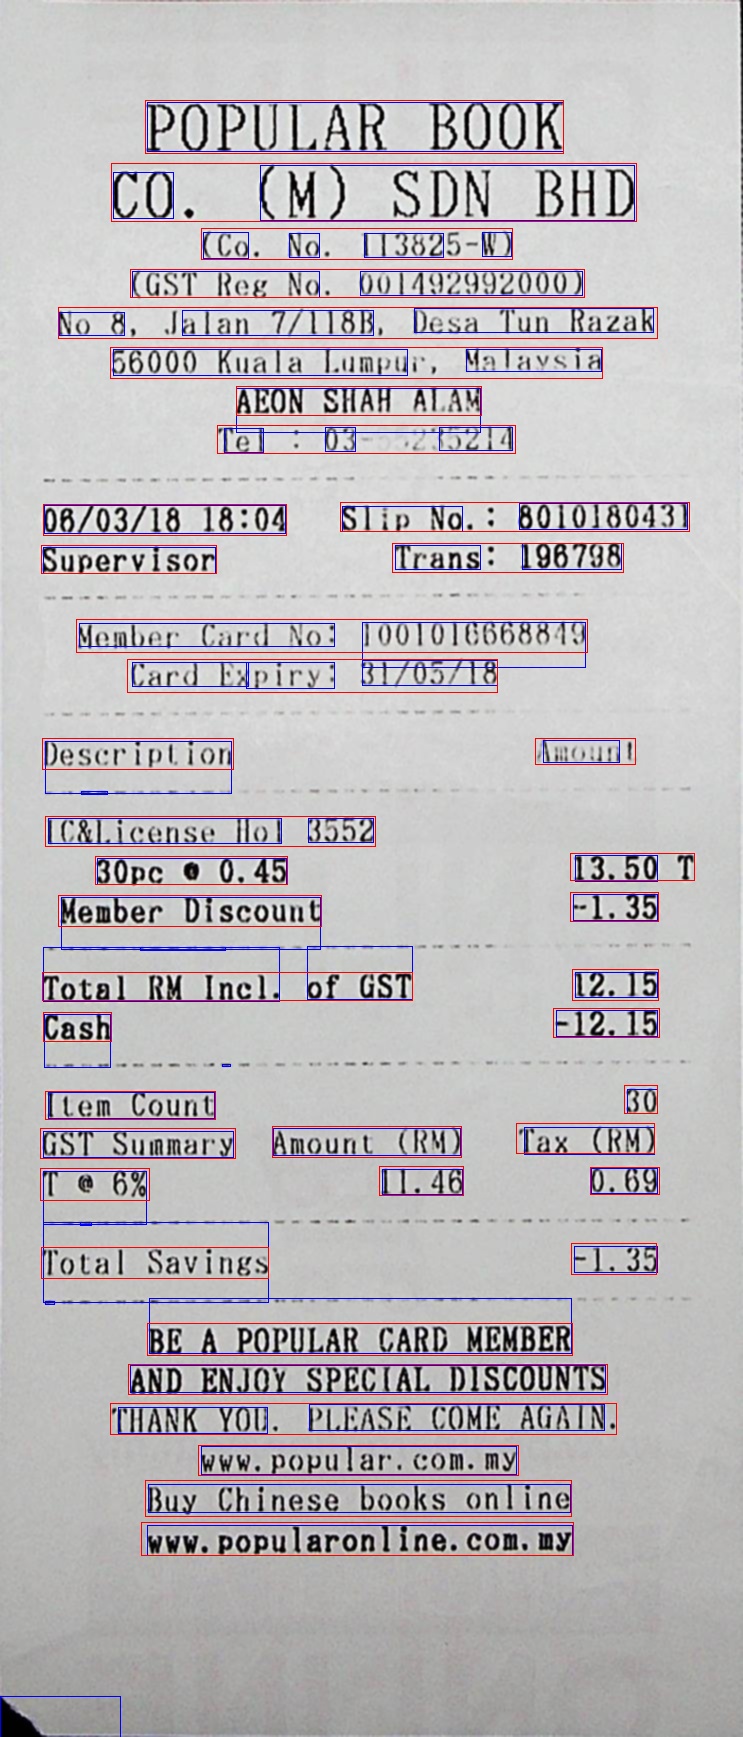 POPULAR BOOK
CO. (M) SDN BHD
(Co. No. 113825-W)
(GST Reg No. 001492992000)
No 8, Jalan 7/118B, Desa Tun Razak
56000 Kuala Lumpur, Malaysia
AEON SHAH ALAM
Tel : 03-55235214
06/03/18 18:04 Slip No.: 8010180431
Supervisor Trans: 196798
Member Card No: 1001016668849
Card Expiry: 31/05/18
Description Amount
IC&License Hol 3552
30pc @ 0.45 13.50 T
Member Discount -1.35
Total RM Incl. of GST 12.15
Cash -12.15
Item Count 30
GST Summary Amount (RM) Tax (RM)
T @ 6% 11.46 0.69
Total Savings -1.35
BE A POPULAR CARD MEMBER
AND ENJOY SPECIAL DISCOUNTS
THANK YOU. PLEASE COME AGAIN.
www.popular.com.my
Buy Chinese books online
www.popularonline.com.my